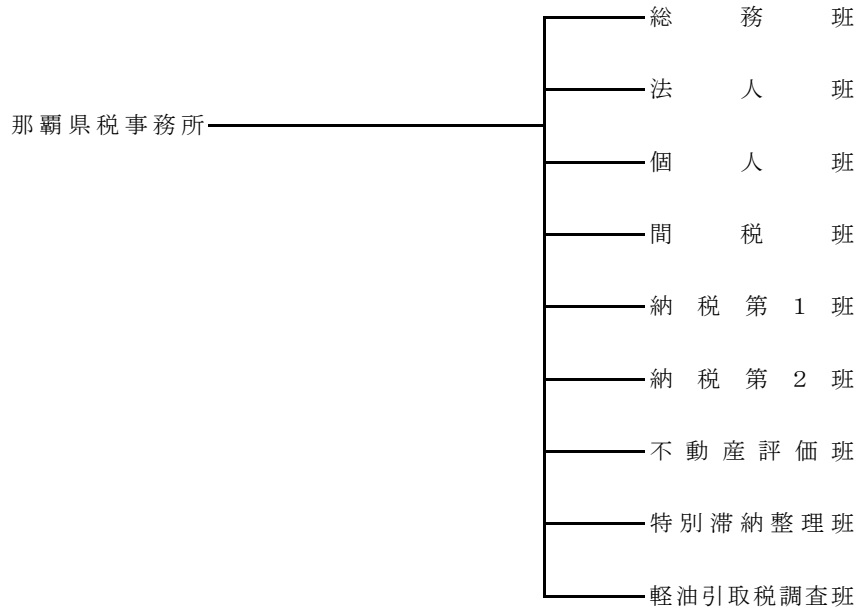 総務班
法人班
那覇県税事務所
個人班
間税班
納税第1班
納税第2班
不動産評価班
特別滞納整理班
軽油引取税調査班